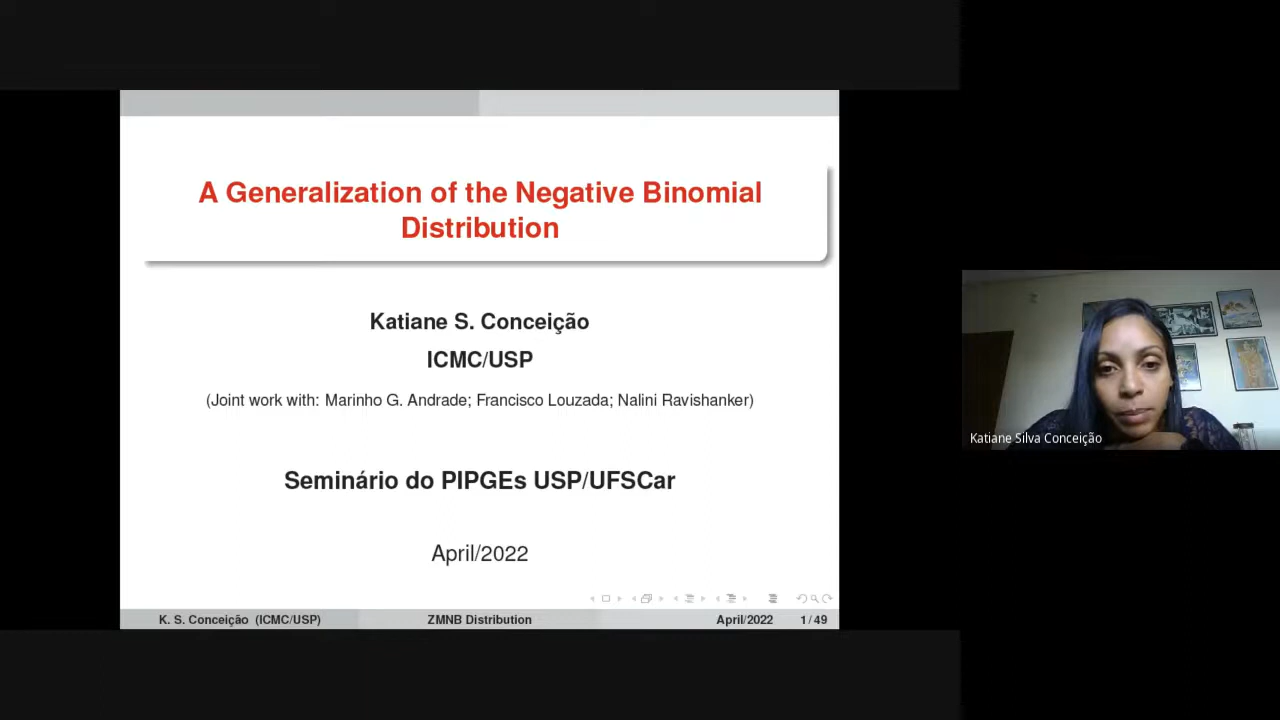 A Generalization of the Negative Binomial
Distribution
Katiane S. Conceição
ICMC/USP
(Joint work with: Marinho G. Andrade; Francisco Louzada; Nalini Ravishanker)
Seminário do PIPGEs USP/UFSCar
April/2022
K. S. Conceição (ICMC/USP)
ZMNB Distribution
April/2022
1 / 49
Katiane Silva Conceição